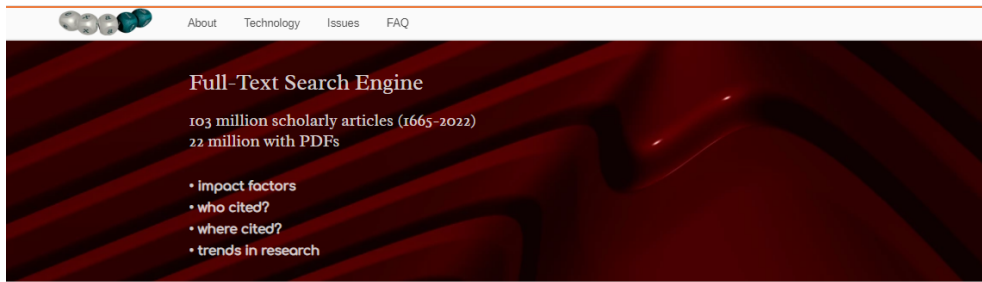 About Technology Issues FAQ
Full-Text Search Engine
103 million scholarly articles (1665-2022)
22 million with PDFs
• impact factors
• who cited?
• where cited?
• trends in research